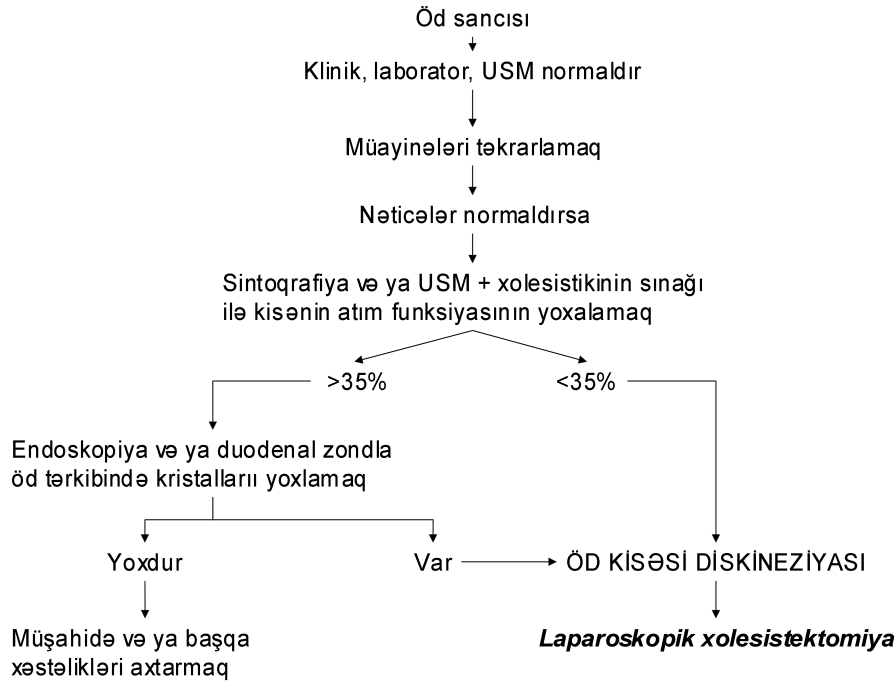 Öd sancısı
Klinik, laborator, USM normaldır
Müayinələri təkrarlamaq
Nəticələr normaldırsa
Sintoqrafiya və ya USM + xolesistikinin sınağı
ilə kisənin atım funksiyasının yoxalamaq
>35%
<35%
Endoskopiya və ya duodenal zondla
öd tərkibində kristallarıı yoxlamaq
Yoxdur
Var
ÖD KİSƏSİ DİSKİNEZİYASI
Müşahidə və ya başqa
xəstəlikləri axtarmaq
Laparoskopik xolesistektomiya